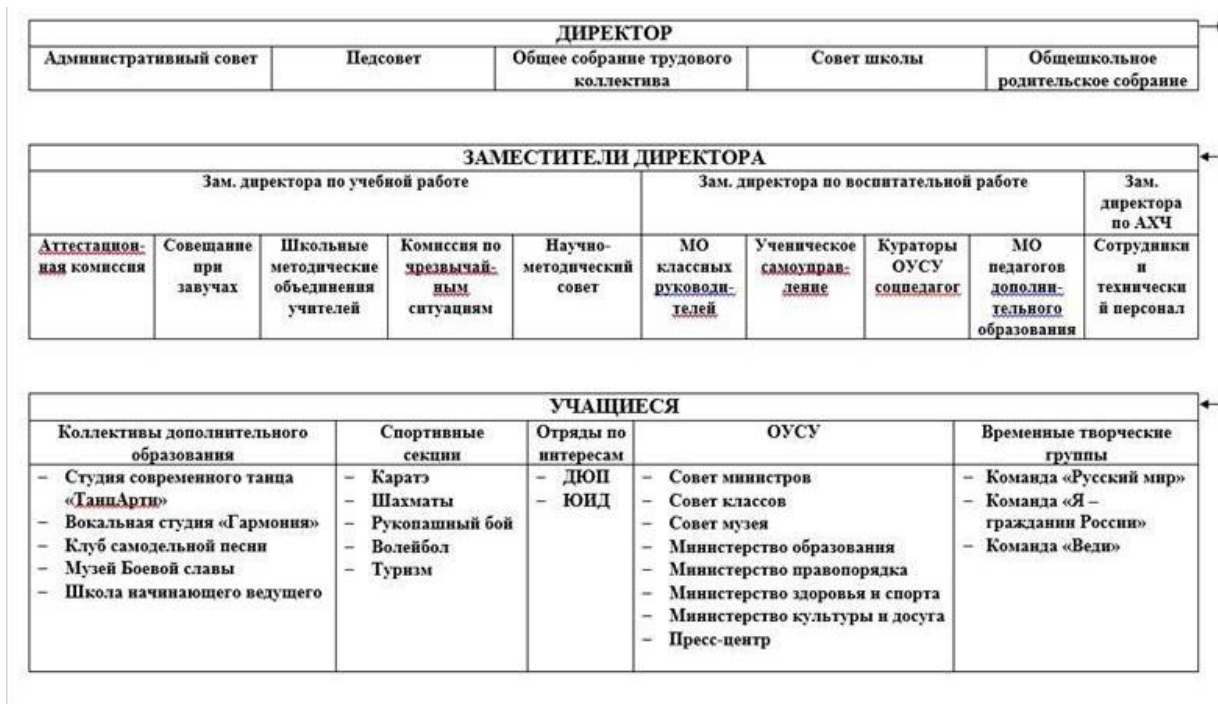 ДИРЕКТОР
Административный совет
Педсовет
Общее собрание трудового
коллектива
Совет школы
Общешкольное
родительское собрание
ЗАМЕСТИТЕЛИ ДИРЕКТОРА
Зам. директора по учебной работе
Зам. директора по воспитательной работе
Зам.
директора
по АХЧ
Аттестацион-
ная комиссия
Совещание
при
завучах
Школьные
методические
объединения
учителей
Комиссия по
чрезвычай-
ным
ситуациям
Научно-
методический
совет
МО
классных
руководи-
телей
Ученическое
самоуправ-
ление
Кураторы
ОУСУ
соцпедагог
МО
педагогов
дополни-
тельного
образования
Сотрудники
и
технически
й персонал
УЧАЩИЕСЯ
Коллективы дополнительного
образования
Спортивные
секции
Отряды по
интересам
ОУСУ
Временные творческие
группы
– Студия современного танца
«ТанцАрти»
– Вокальная студия «Гармония»
– Клуб самодельной песни
– Музей Боевой славы
– Школа начинающего ведущего
– Каратэ
– Шахматы
– Рукопашный бой
– Волейбол
– Туризм
– ДЮП
– ЮИД
– Совет министров
– Совет классов
– Совет музея
– Министерство образования
– Министерство правопорядка
– Министерство здоровья и спорта
– Министерство культуры и досуга
– Пресс-центр
– Команда «Русский мир»
– Команда «Я –
гражданин России»
– Команда «Веди»